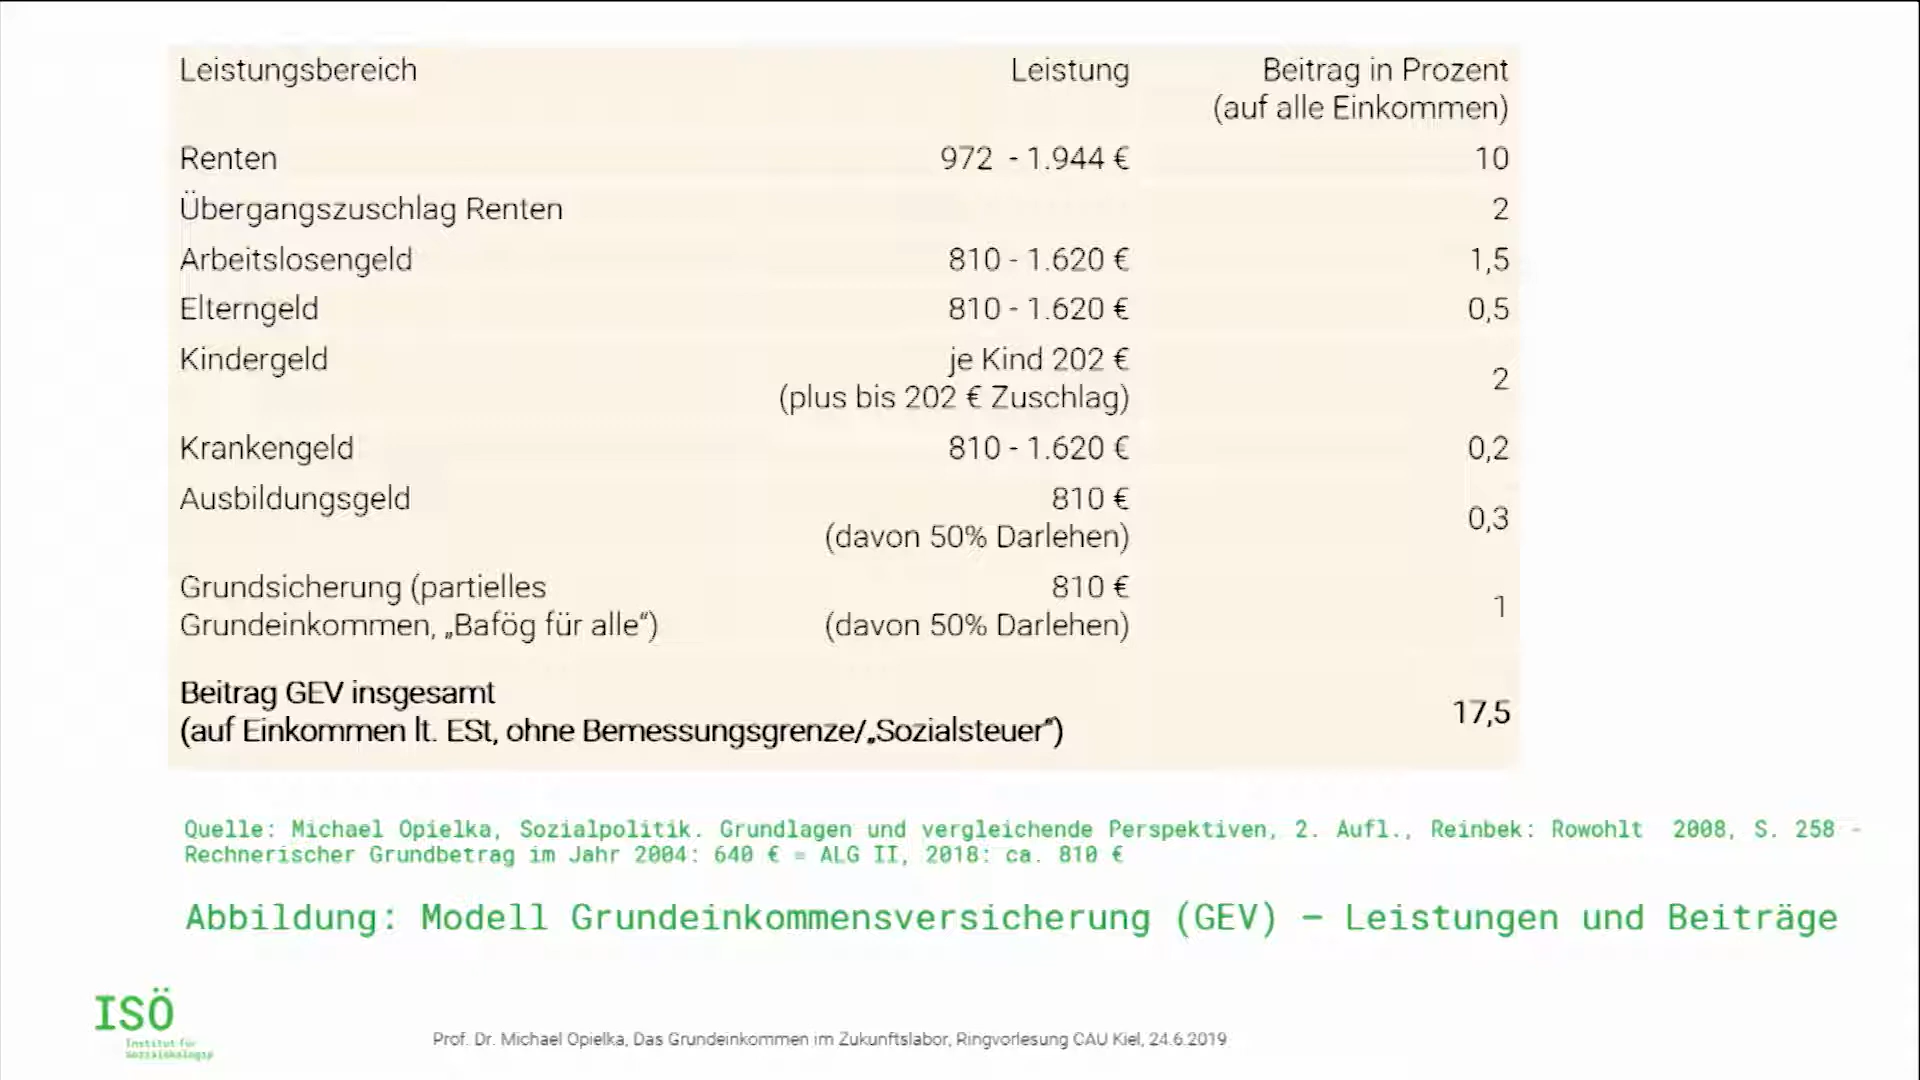 Leistungsbereich Leistung Beitrag in Prozent
(auf alle Einkommen)
Renten 972 - 1.944 € 10
Übergangszuschlag Renten 2
Arbeitslosengeld 810 - 1.620 € 1,5
Elterngeld 810 - 1.620 € 0,5
Kindergeld je Kind 202 €
(plus bis 202 € Zuschlag) 2
Krankengeld 810 - 1.620 € 0,2
Ausbildungsgeld 810 €
(davon 50% Darlehen) 0,3
Grundsicherung (partielles 810 €
Grundeinkommen, „Bafög für alle“) (davon 50% Darlehen) 1
Beitrag GEV insgesamt
(auf Einkommen lt. ESt, ohne Bemessungsgrenze/„Sozialsteuer“) 17,5
Quelle: Michael Opielka, Sozialpolitik. Grundlagen und vergleichende Perspektiven, 2. Aufl., Reinbek: Rowohlt 2008, S. 258 -
Rechnerischer Grundbetrag im Jahr 2004: 640 € = ALG II, 2018: ca. 810 €
Abbildung: Modell Grundeinkommensversicherung (GEV) – Leistungen und Beiträge
ISÖ
Institut für
Sozialökologie
Prof. Dr. Michael Opielka, Das Grundeinkommen im Zukunftslabor, Ringvorlesung CAU Kiel, 24.6.2019